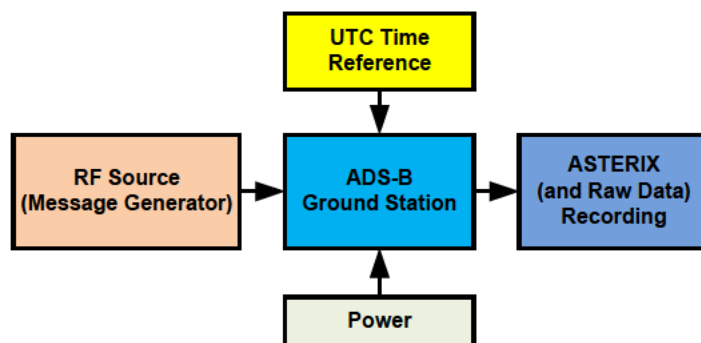 UTC Time
Reference
RF Source
(Message Generator)
ADS-B
Ground Station
ASTERIX
(and Raw Data)
Recording
Power